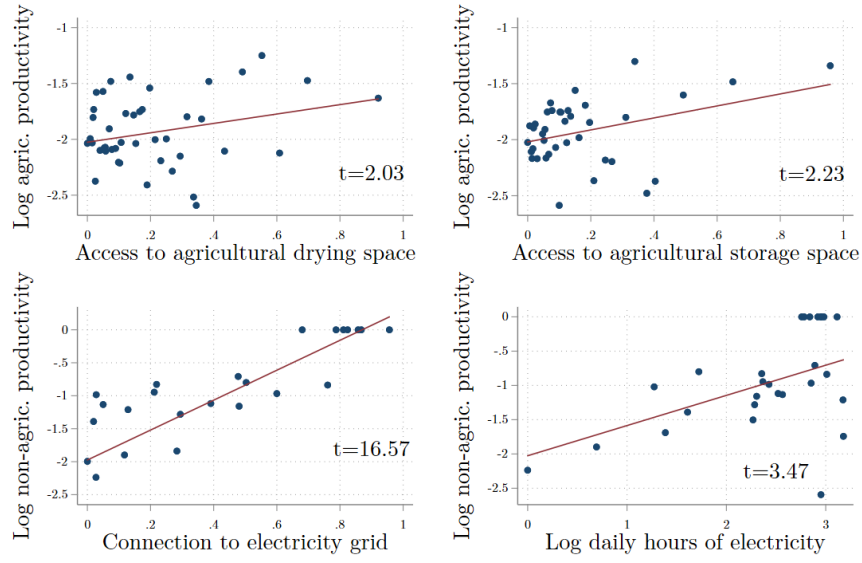 Log agric. productivity
-1
-1.5
-2
-2.5
t=2.03
0 .2 .4 .6 .8 1
Access to agricultural drying space
Log agric. productivity
-1
-1.5
-2
-2.5
t=2.23
0 .2 .4 .6 .8 1
Access to agricultural storage space
Log non-agric. productivity
0
-.5
-1
-1.5
-2
-2.5
t=16.57
0 .2 .4 .6 .8 1
Connection to electricity grid
Log non-agric. productivity
0
-.5
-1
-1.5
-2
-2.5
t=3.47
0 1 2 3
Log daily hours of electricity